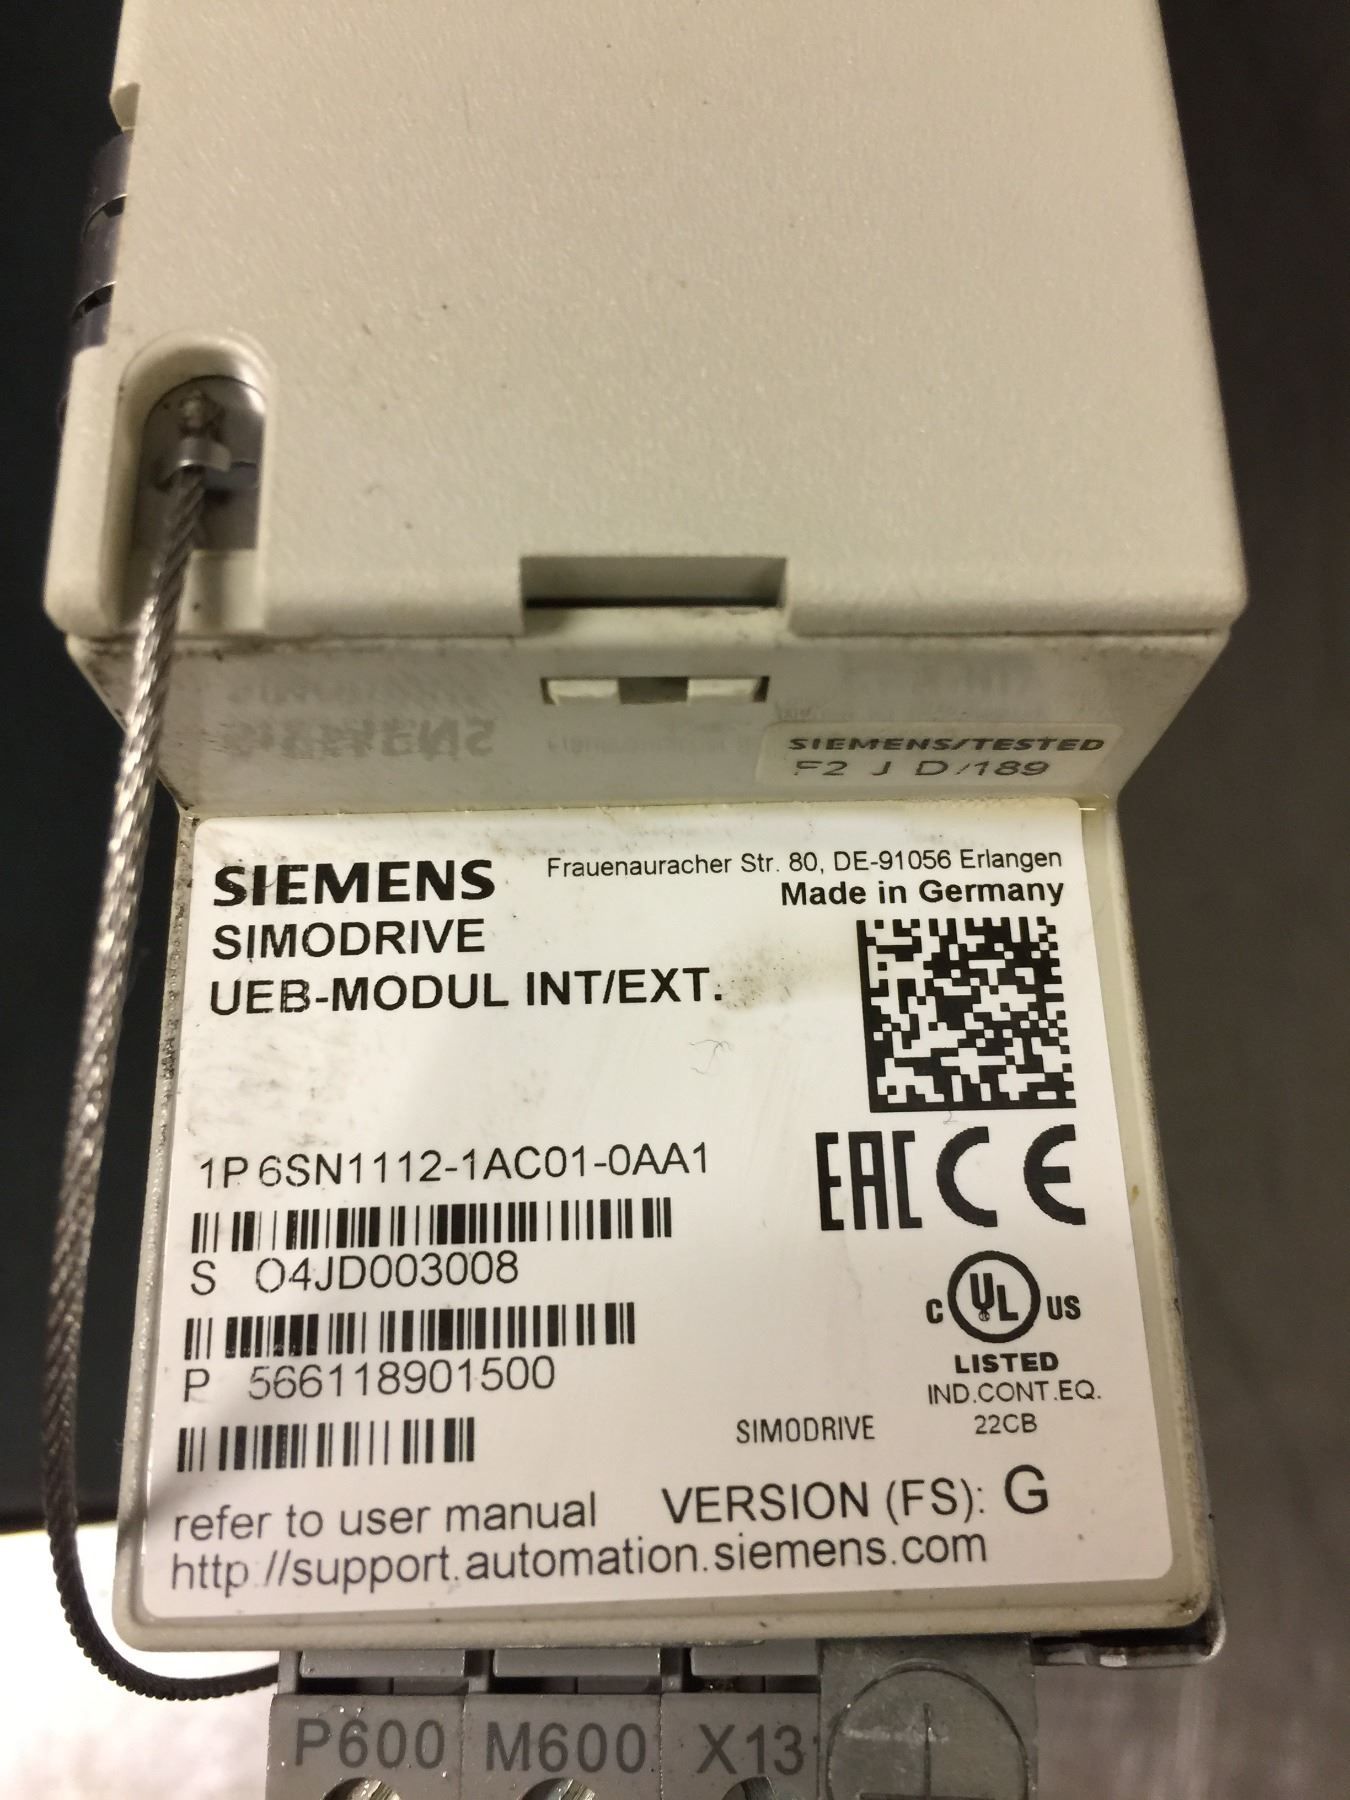 SIEMENS/TESTED
F2 J D/189
SIEMENS
Frauenauracher Str. 80, DE-91056 Erlangen
Made in Germany
SIMODRIVE
UEB-MODUL INT/EXT.
1P 6SN1112-1AC01-0AA1
EAC CE
S O4JD003008
C UL US
LISTED
IND.CONT.EQ.
22CB
P 566118901500
SIMODRIVE
refer to user manual VERSION (FS): G
http://support.automation.siemens.com
P600 M600 X13